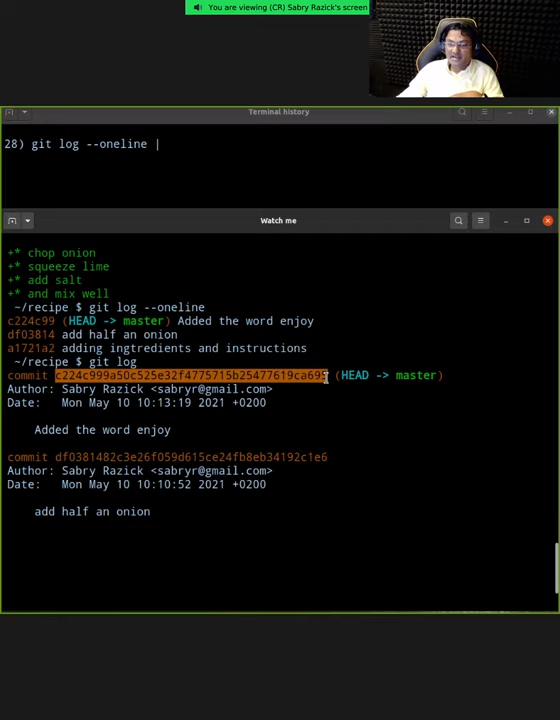 You are viewing (CR) Sabry Razick's screen
Terminal history
28) git log --oneline |
Watch me
+* chop onion
+* squeeze lime
+* add salt
+* and mix well
~/recipe $ git log --oneline
c224c99 (HEAD -> master) Added the word enjoy
df03814 add half an onion
a1721a2 adding ingtredients and instructions
~/recipe $ git log
commit c224c999a50c525e32f4775715b25477619ca695 (HEAD -> master)
Author: Sabry Razick <sabryr@gmail.com>
Date: Mon May 10 10:13:19 2021 +0200
Added the word enjoy
commit df0381482c3e26f059d615ce24fb8eb34192c1e6
Author: Sabry Razick <sabryr@gmail.com>
Date: Mon May 10 10:10:52 2021 +0200
add half an onion